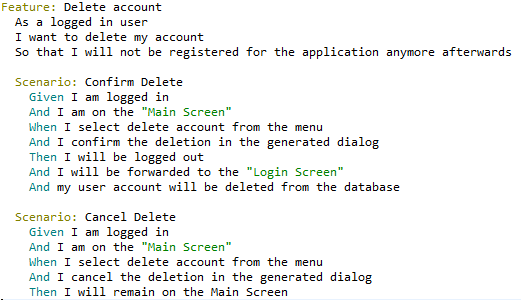 Feature: Delete account
As a logged in user
I want to delete my account
So that I will not be registered for the application anymore afterwards
Scenario: Confirm Delete
Given I am logged in
And I am on the "Main Screen"
When I select delete account from the menu
And I confirm the deletion in the generated dialog
Then I will be logged out
And I will be forwarded to the "Login Screen"
And my user account will be deleted from the database
Scenario: Cancel Delete
Given I am logged in
And I am on the "Main Screen"
When I select delete account from the menu
And I cancel the deletion in the generated dialog
Then I will remain on the Main Screen